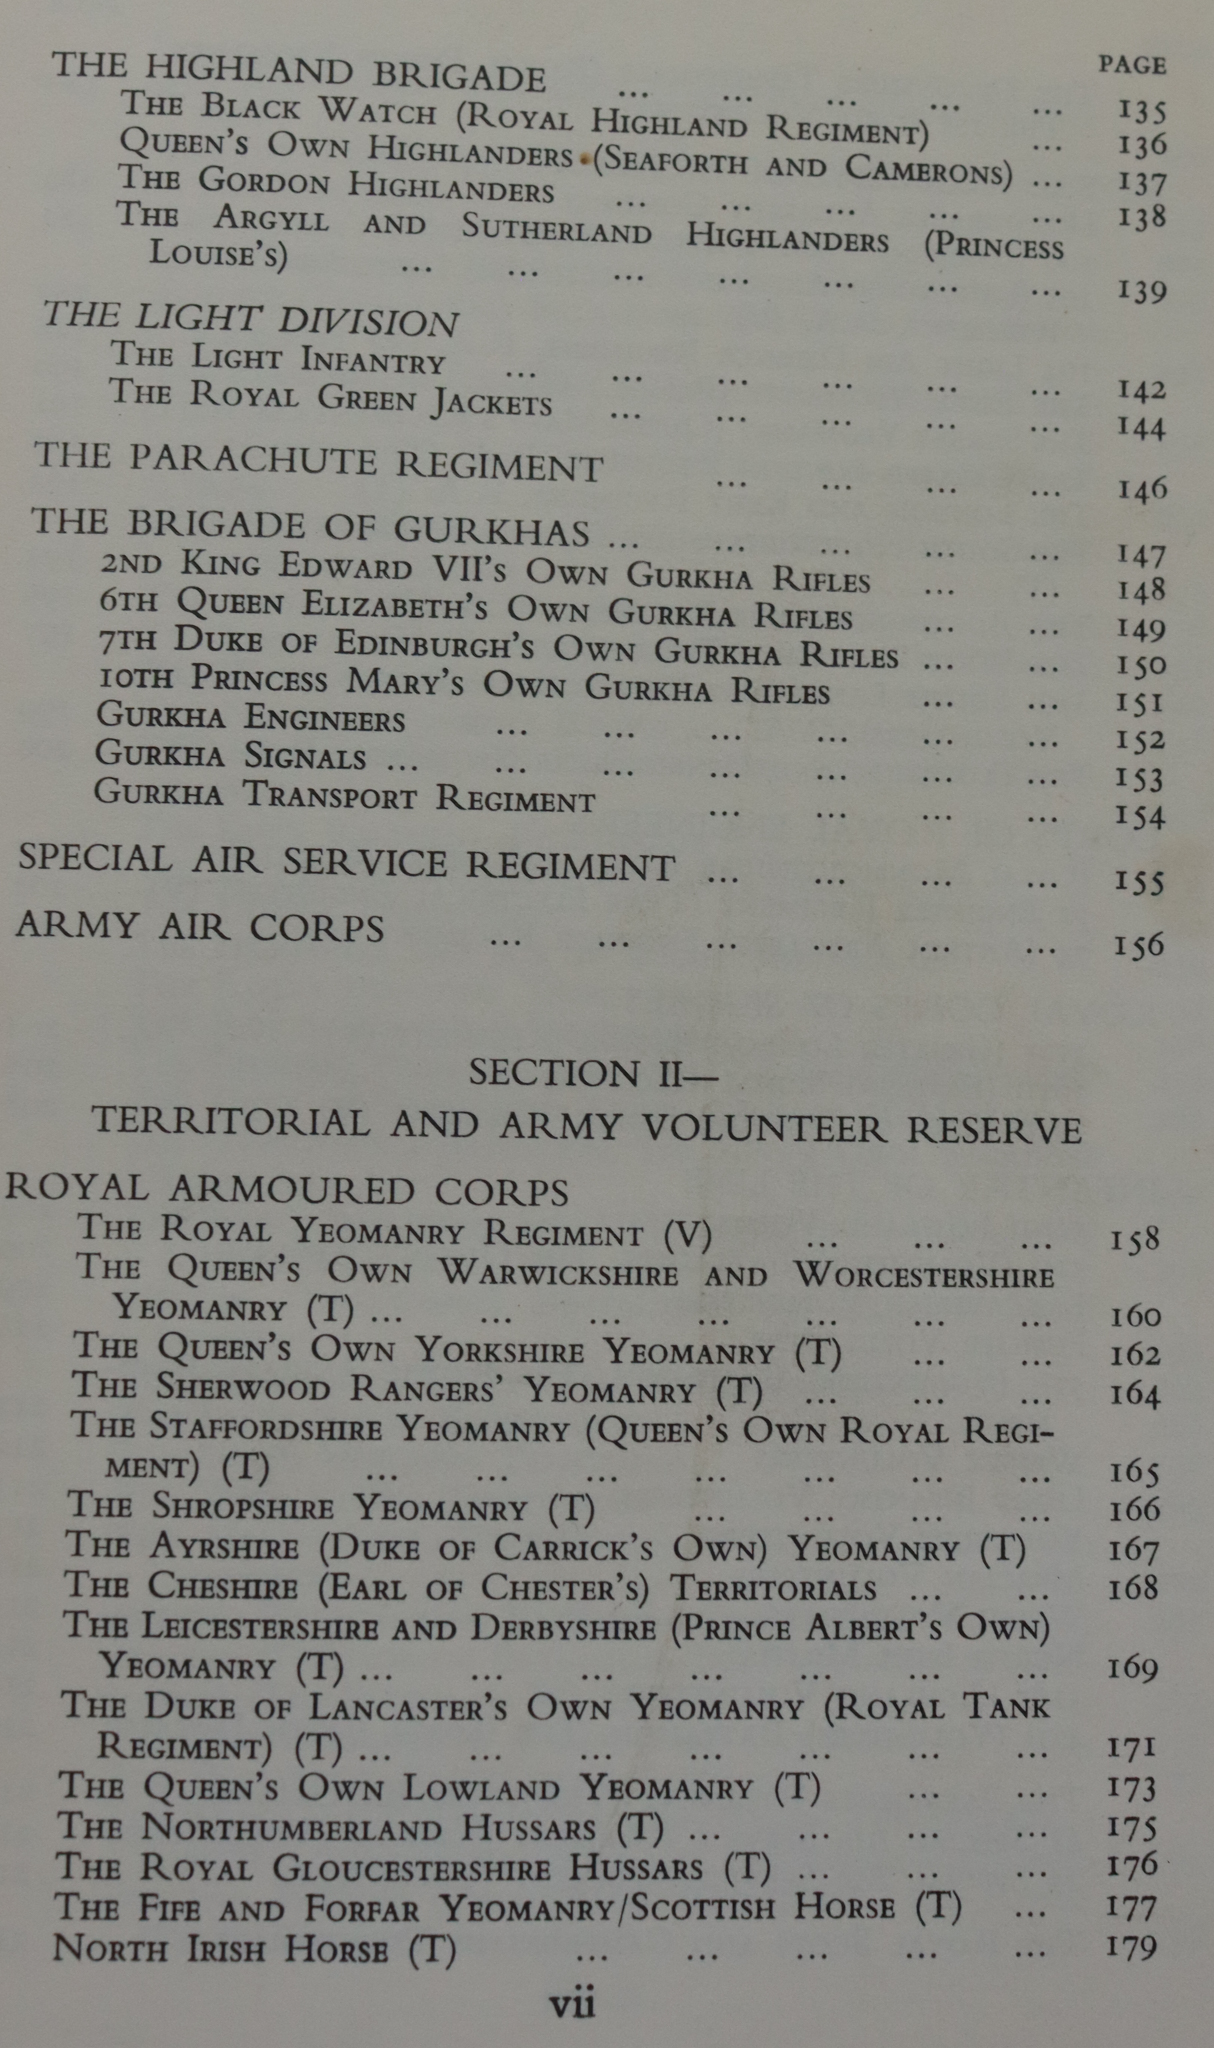 PAGE
THE HIGHLAND BRIGADE ... ... ... ... ... 135
THE BLACK WATCH (ROYAL HIGHLAND REGIMENT) ... 136
QUEEN'S OWN HIGHLANDERS (SEAFORTH AND CAMERONS) ... 137
THE GORDON HIGHLANDERS ... ... ... ... ... 138
THE ARGYLL AND SUTHERLAND HIGHLANDERS (PRINCESS
LOUISE'S) ... ... ... ... ... ... ... 139
THE LIGHT DIVISION
THE LIGHT INFANTRY ... ... ... ... ... ... 142
THE ROYAL GREEN JACKETS ... ... ... ... ... 144
THE PARACHUTE REGIMENT ... ... ... ... 146
THE BRIGADE OF GURKHAS ... ... ... ... ... 147
2ND KING EDWARD VII'S OWN GURKHA RIFLES ... ... 148
6TH QUEEN ELIZABETH'S OWN GURKHA RIFLES ... ... 149
7TH DUKE OF EDINBURGH'S OWN GURKHA RIFLES ... ... 150
10TH PRINCESS MARY'S OWN GURKHA RIFLES ... ... 151
GURKHA ENGINEERS ... ... ... ... ... ... 152
GURKHA SIGNALS ... ... ... ... ... ... ... 153
GURKHA TRANSPORT REGIMENT ... ... ... ... 154
SPECIAL AIR SERVICE REGIMENT ... ... ... ... 155
ARMY AIR CORPS ... ... ... ... ... ... 156
SECTION II—
TERRITORIAL AND ARMY VOLUNTEER RESERVE
ROYAL ARMOURED CORPS
THE ROYAL YEOMANRY REGIMENT (V) ... ... ... 158
THE QUEEN'S OWN WARWICKSHIRE AND WORCESTERSHIRE
YEOMANRY (T) ... ... ... ... ... ... ... 160
THE QUEEN'S OWN YORKSHIRE YEOMANRY (T) ... ... 162
THE SHERWOOD RANGERS' YEOMANRY (T) ... ... ... 164
THE STAFFORDSHIRE YEOMANRY (QUEEN'S OWN ROYAL REGI-
MENT) (T) ... ... ... ... ... ... ... 165
THE SHROPSHIRE YEOMANRY (T) ... ... ... ... 166
THE AYRSHIRE (DUKE OF CARRICK'S OWN) YEOMANRY (T) 167
THE CHESHIRE (EARL OF CHESTER'S) TERRITORIALS ... ... 168
THE LEICESTERSHIRE AND DERBYSHIRE (PRINCE ALBERT'S OWN)
YEOMANRY (T) ... ... ... ... ... ... ... 169
THE DUKE OF LANCASTER'S OWN YEOMANRY (ROYAL TANK
REGIMENT) (T) ... ... ... ... ... ... ... 171
THE QUEEN'S OWN LOWLAND YEOMANRY (T) ... ... 173
THE NORTHUMBERLAND HUSSARS (T) ... ... ... ... 175
THE ROYAL GLOUCESTERSHIRE HUSSARS (T) ... ... ... 176
THE FIFE AND FORFAR YEOMANRY/SCOTTISH HORSE (T) ... 177
NORTH IRISH HORSE (T) ... ... ... ... ... 179
vii